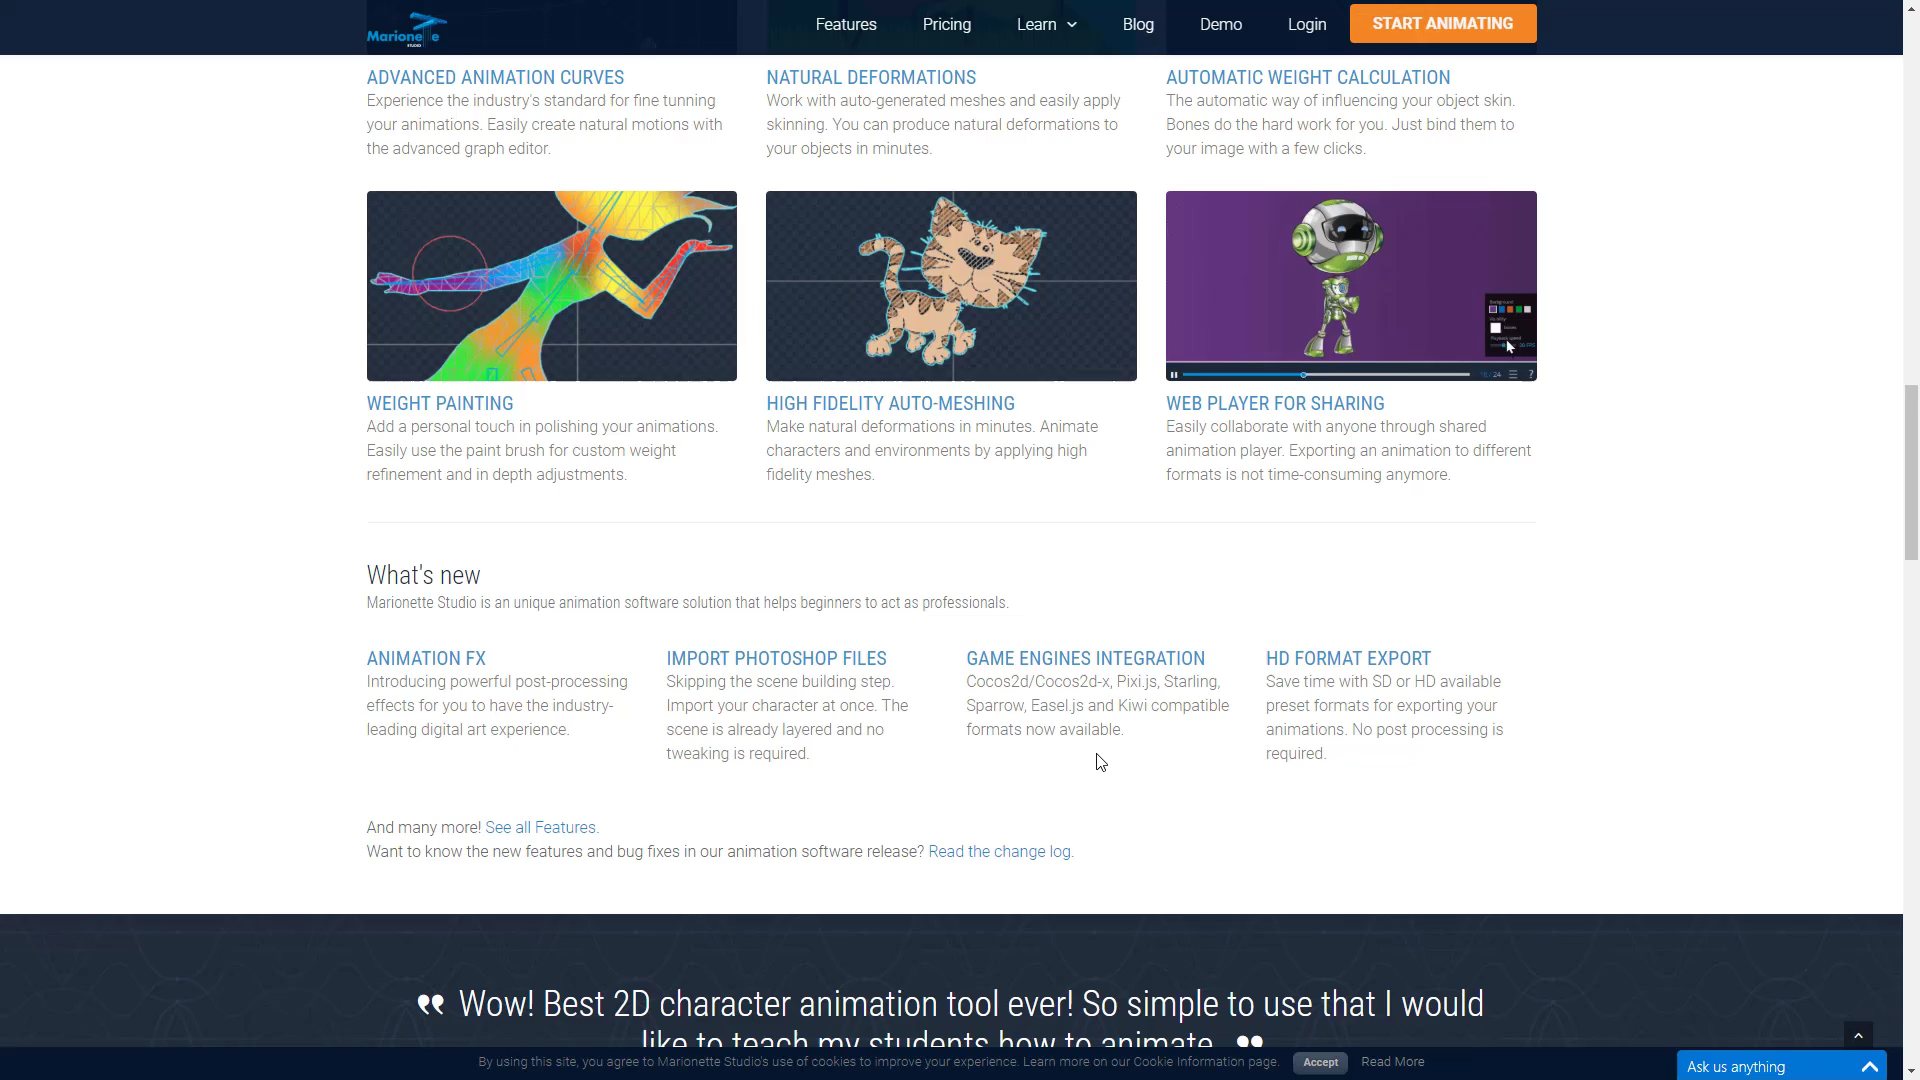 Marionette
STUDIO
Features
Pricing
Learn
Blog
Demo
Login
START ANIMATING
ADVANCED ANIMATION CURVES
Experience the industry's standard for fine tunning
your animations. Easily create natural motions with
the advanced graph editor.
NATURAL DEFORMATIONS
Work with auto-generated meshes and easily apply
skinning. You can produce natural deformations to
your objects in minutes.
AUTOMATIC WEIGHT CALCULATION
The automatic way of influencing your object skin.
Bones do the hard work for you. Just bind them to
your image with a few clicks.
Background
Playback speed
30 FPS
/ 24
?
WEIGHT PAINTING
Add a personal touch in polishing your animations.
Easily use the paint brush for custom weight
refinement and in depth adjustments.
HIGH FIDELITY AUTO-MESHING
Make natural deformations in minutes. Animate
characters and environments by applying high
fidelity meshes.
WEB PLAYER FOR SHARING
Easily collaborate with anyone through shared
animation player. Exporting an animation to different
formats is not time-consuming anymore.
What's new
Marionette Studio is an unique animation software solution that helps beginners to act as professionals.
ANIMATION FX
Introducing powerful post-processing
effects for you to have the industry-
leading digital art experience.
IMPORT PHOTOSHOP FILES
Skipping the scene building step.
Import your character at once. The
scene is already layered and no
tweaking is required.
GAME ENGINES INTEGRATION
Cocos2d/Cocos2d-x, Pixi.js, Starling,
Sparrow, Easel.js and Kiwi compatible
formats now available.
HD FORMAT EXPORT
Save time with SD or HD available
preset formats for exporting your
animations. No post processing is
required.
And many more! See all Features.
Want to know the new features and bug fixes in our animation software release? Read the change log.
Wow! Best 2D character animation tool ever! So simple to use that I would
like to teach my students how to animate.
By using this site, you agree to Marionette Studio's use of cookies to improve your experience. Learn more on our Cookie Information page.
Accept
Read More
Ask us anything